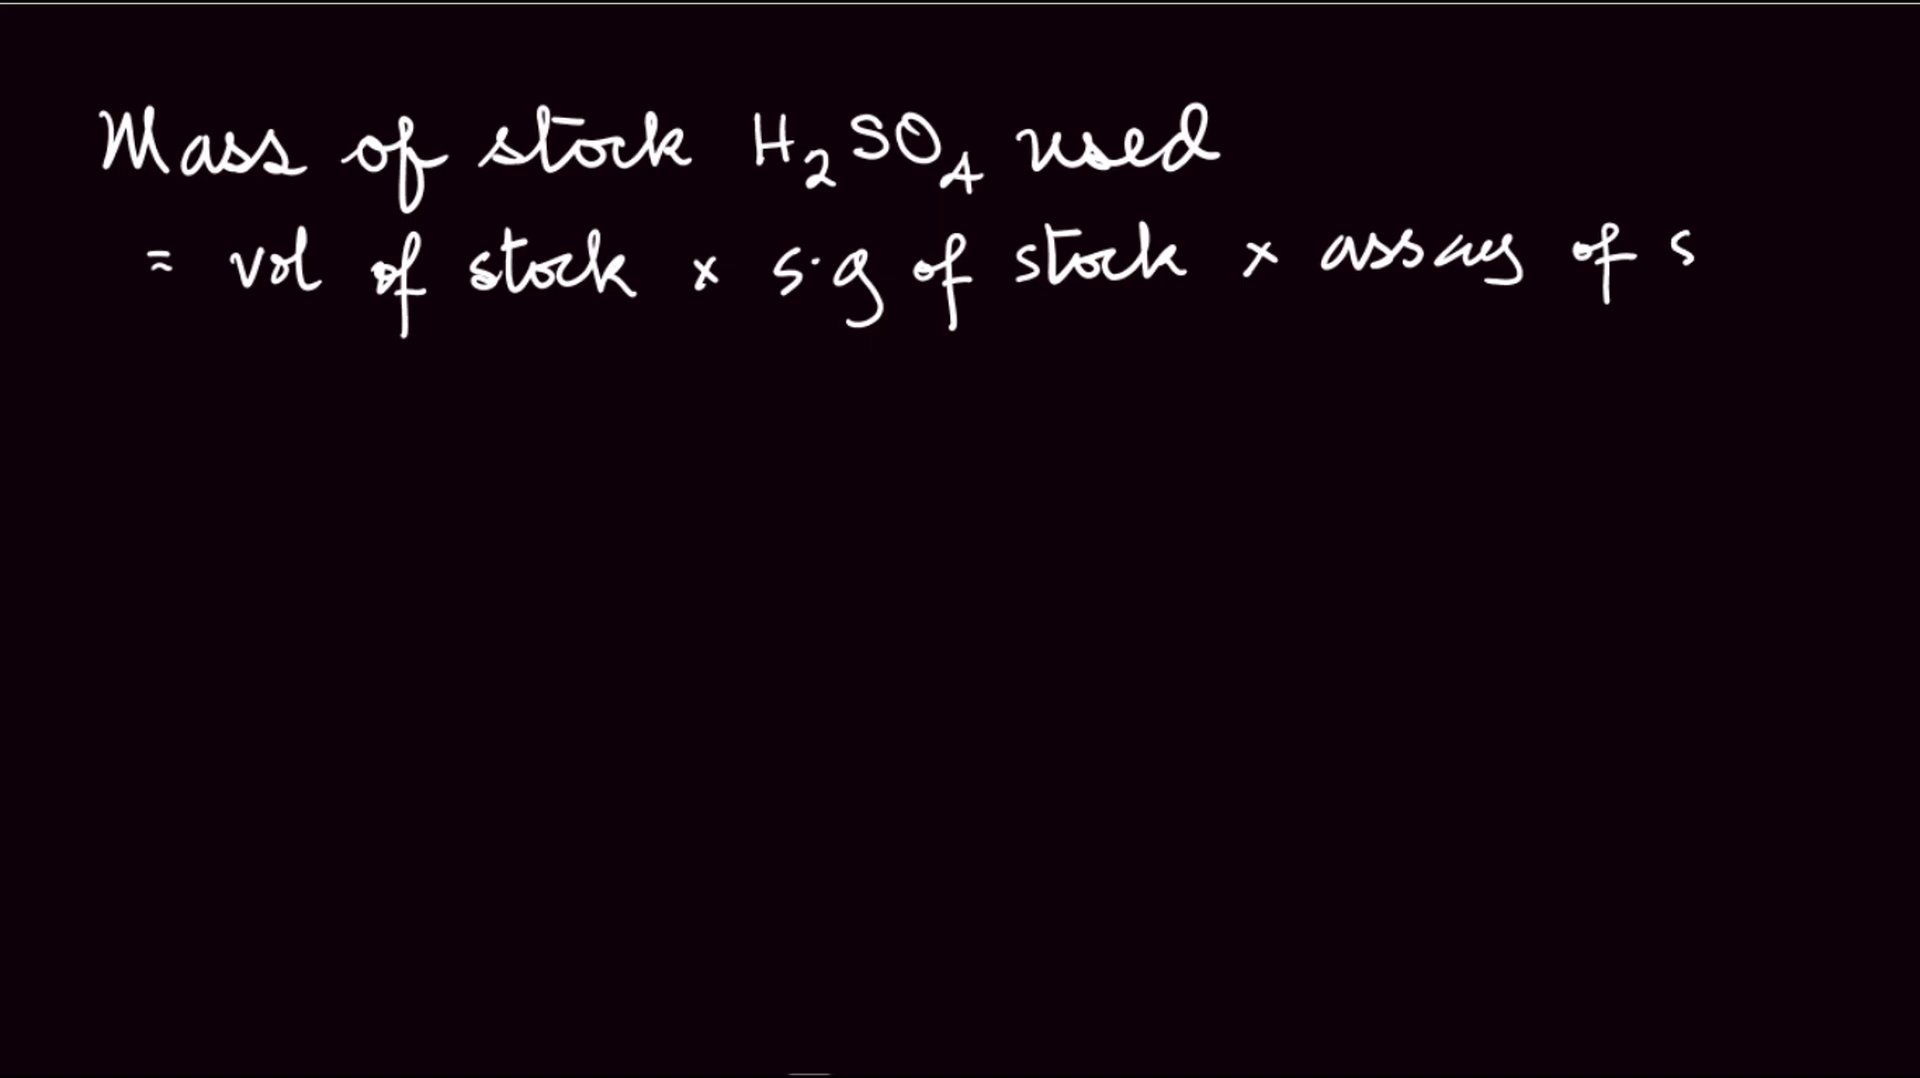 Mass of stock H₂SO₄ used
= vol of stock x s.g of stock x assay of s